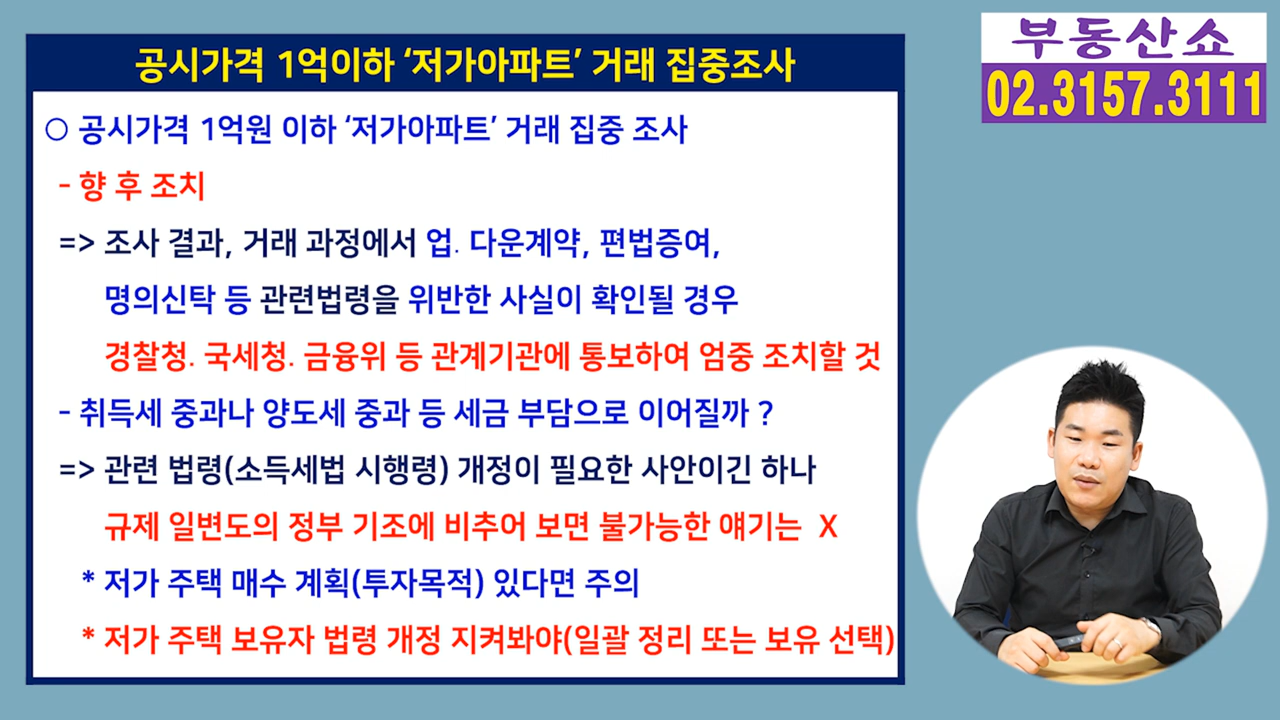 공시가격 1억이하 ‘저가아파트’ 거래 집중조사
부동산쇼
02.3157.3111
○ 공시가격 1억원 이하 ‘저가아파트’ 거래 집중 조사
- 향 후 조치
=> 조사 결과, 거래 과정에서 업. 다운계약, 편법증여,
명의신탁 등 관련법령을 위반한 사실이 확인될 경우
경찰청. 국세청. 금융위 등 관계기관에 통보하여 엄중 조치할 것
- 취득세 중과나 양도세 중과 등 세금 부담으로 이어질까 ?
=> 관련 법령(소득세법 시행령) 개정이 필요한 사안이긴 하나
규제 일변도의 정부 기조에 비추어 보면 불가능한 얘기는 X
* 저가 주택 매수 계획(투자목적) 있다면 주의
* 저가 주택 보유자 법령 개정 지켜봐야(일괄 정리 또는 보유 선택)